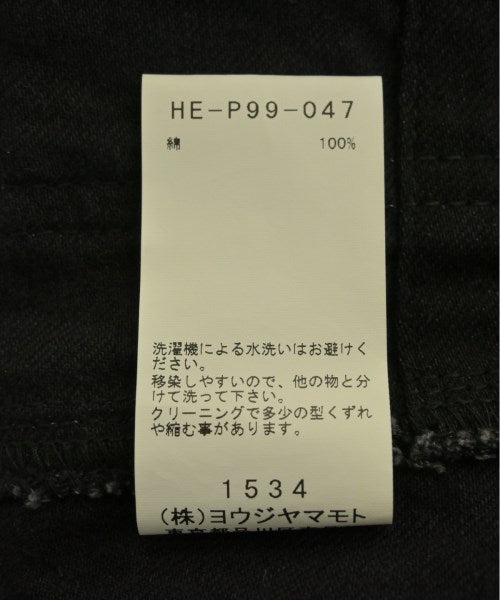 HE-P99-047
綿 100%
洗濯機による水洗いはお避けく
ださい。
移染しやすいので、他の物と分
けて洗って下さい。
クリーニングで多少の型くずれ
や縮む事があります。
1534
(株)ヨウジヤマモト